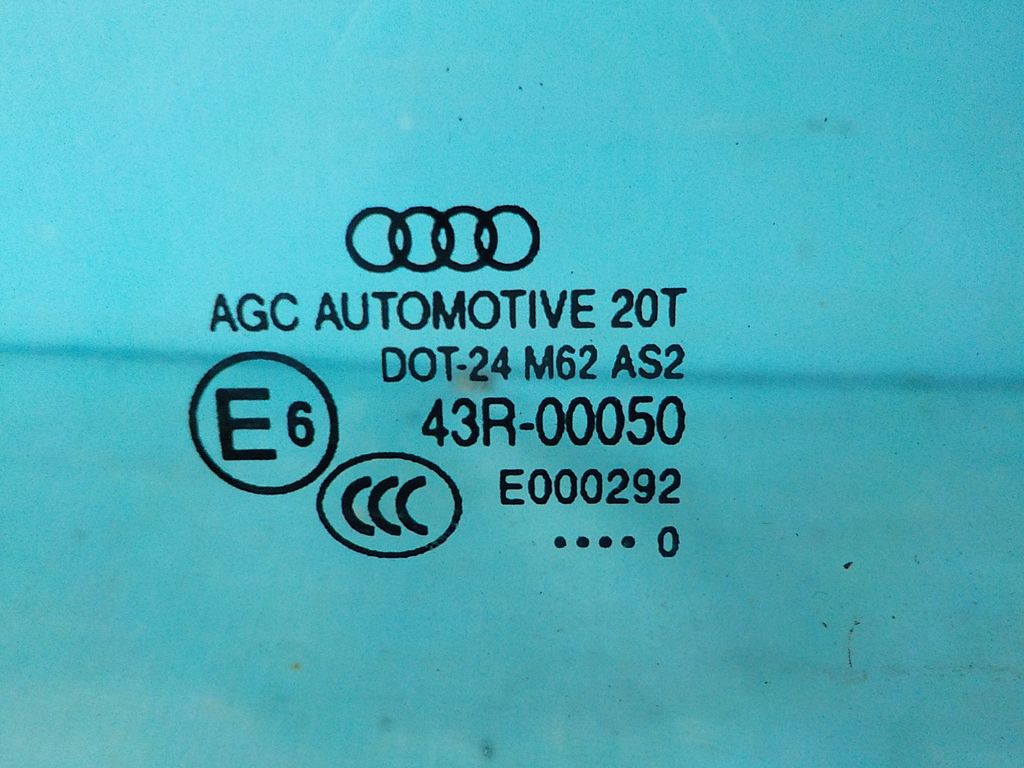 AGC AUTOMOTIVE 20T
DOT-24 M62 AS2
E6
43R-00050
CCC
E000292
•••• 0